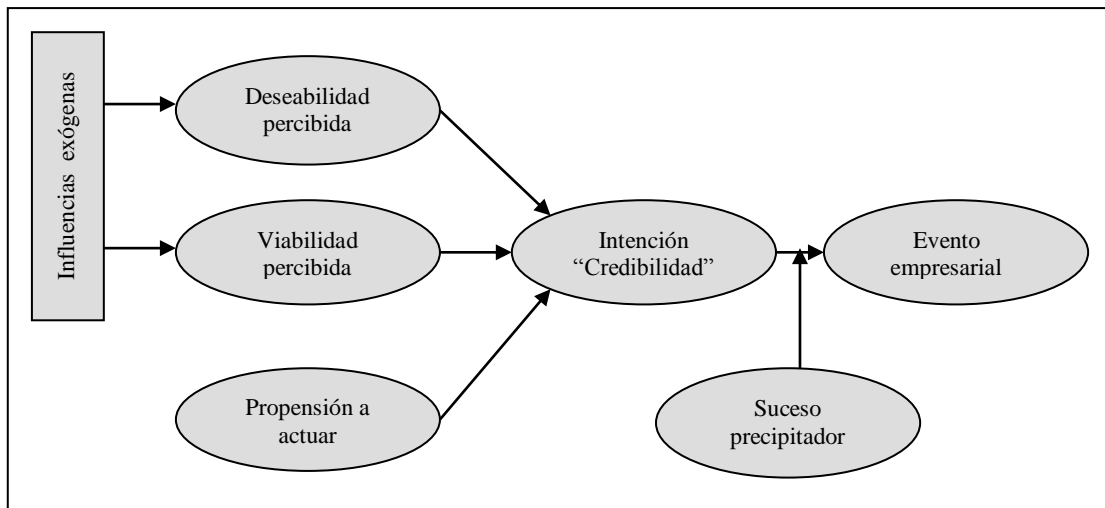 Influencias exógenas
Deseabilidad
percibida
Viabilidad
percibida
Intención
“Credibilidad”
Evento
empresarial
Propensión a
actuar
Suceso
precipitador